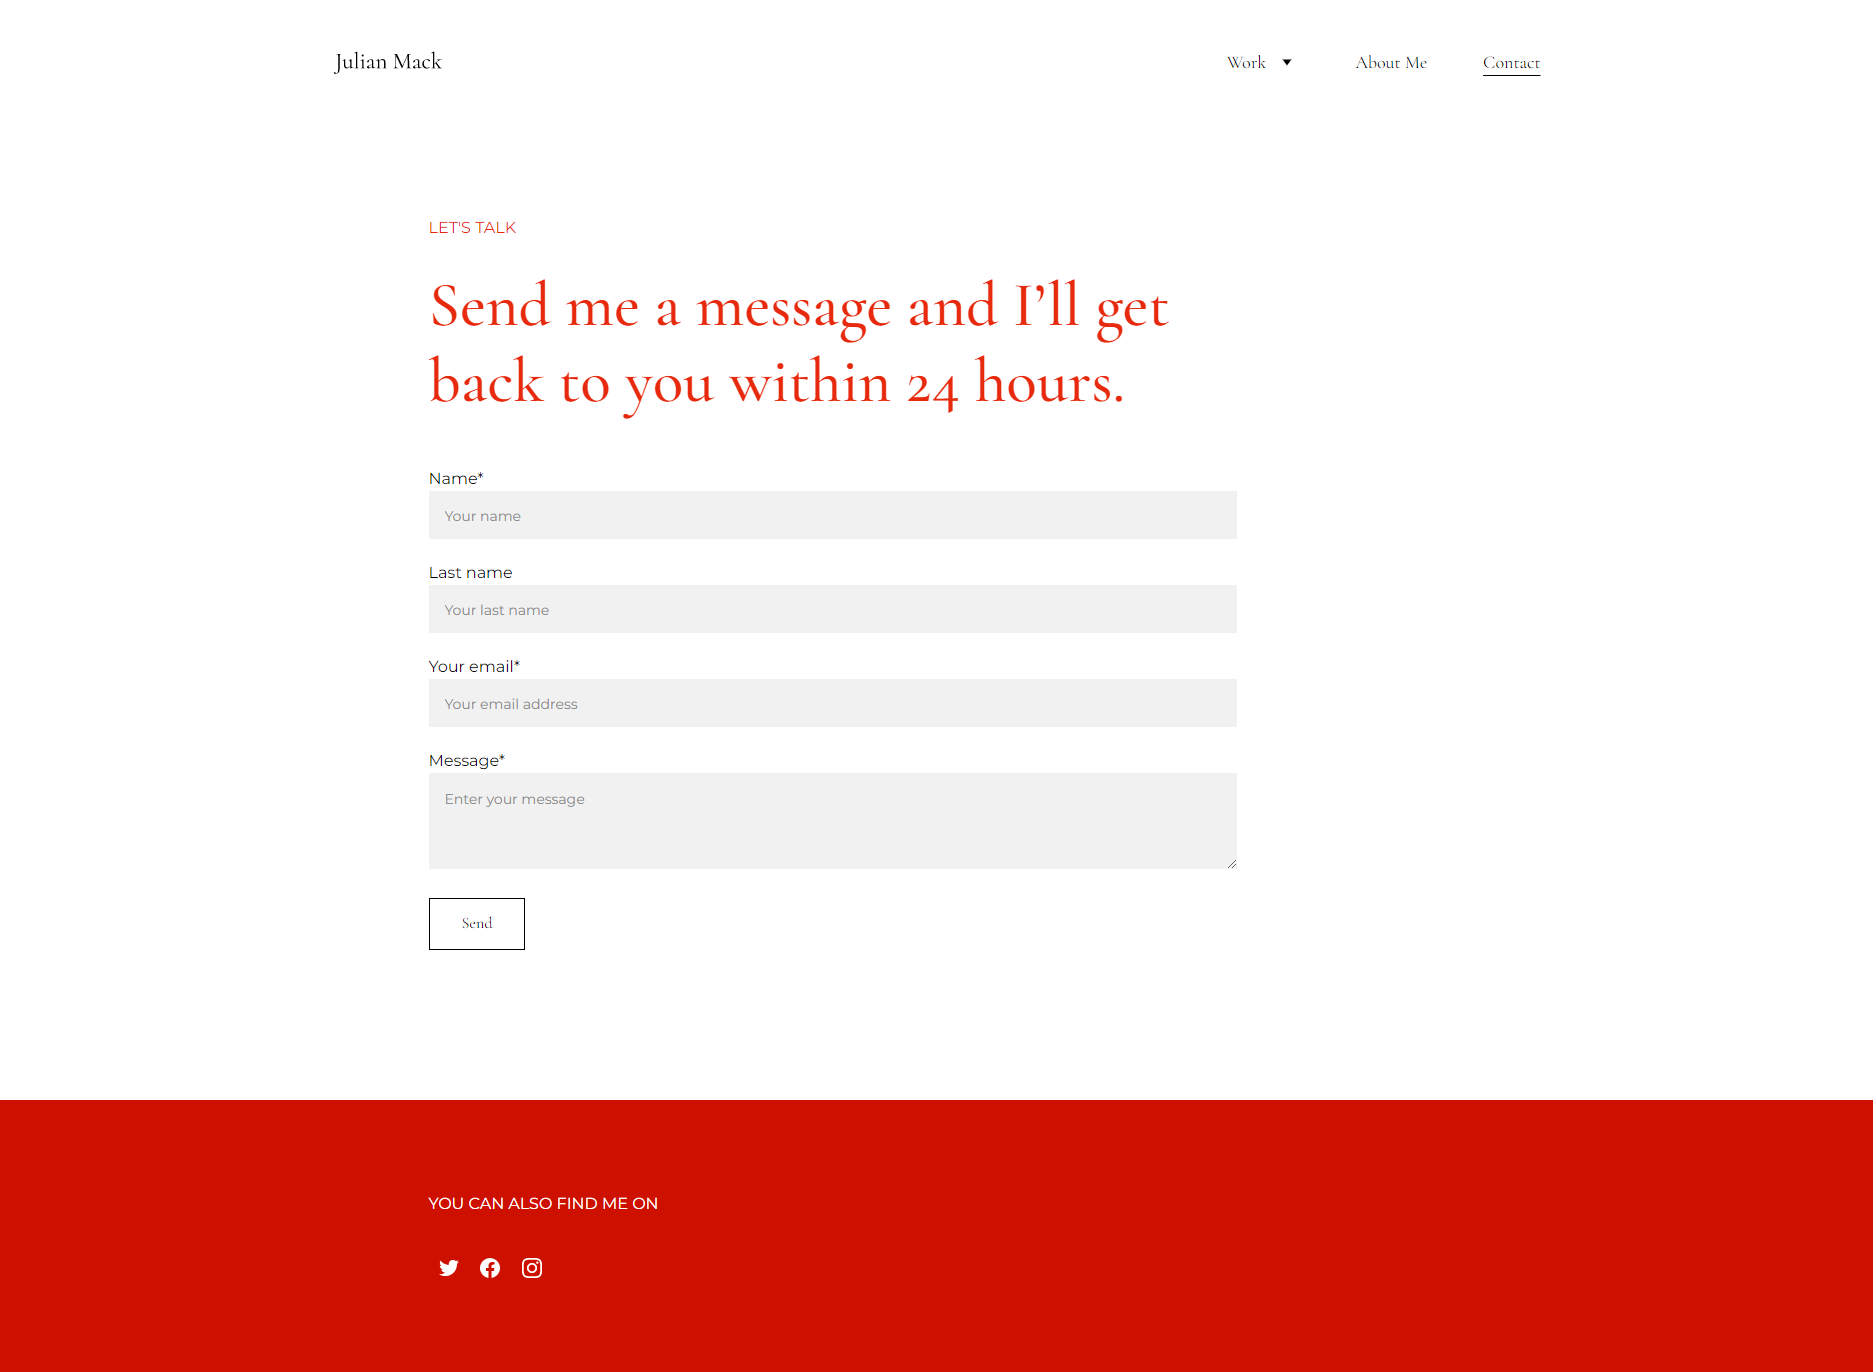 Julian Mack
Work
About Me
Contact
LET'S TALK
Send me a message and I’ll get
back to you within 24 hours.
Name*
Your name
Last name
Your last name
Your email*
Your email address
Message*
Enter your message
Send
YOU CAN ALSO FIND ME ON